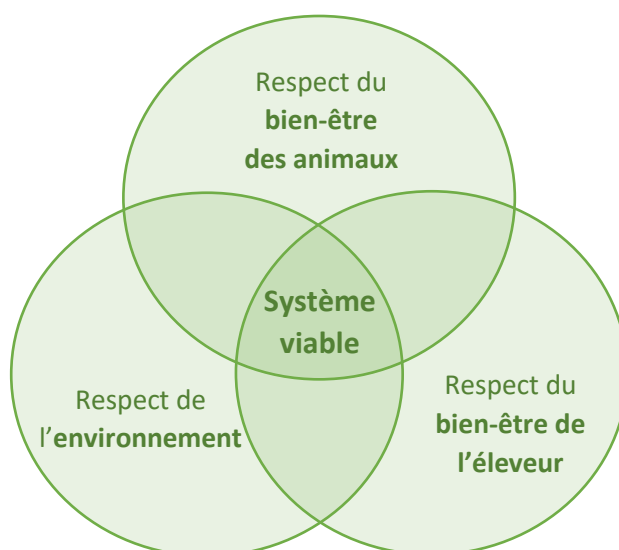 Respect du
bien-être
des animaux
Système
viable
Respect de
l'environnement
Respect du
bien-être de
l’éleveur